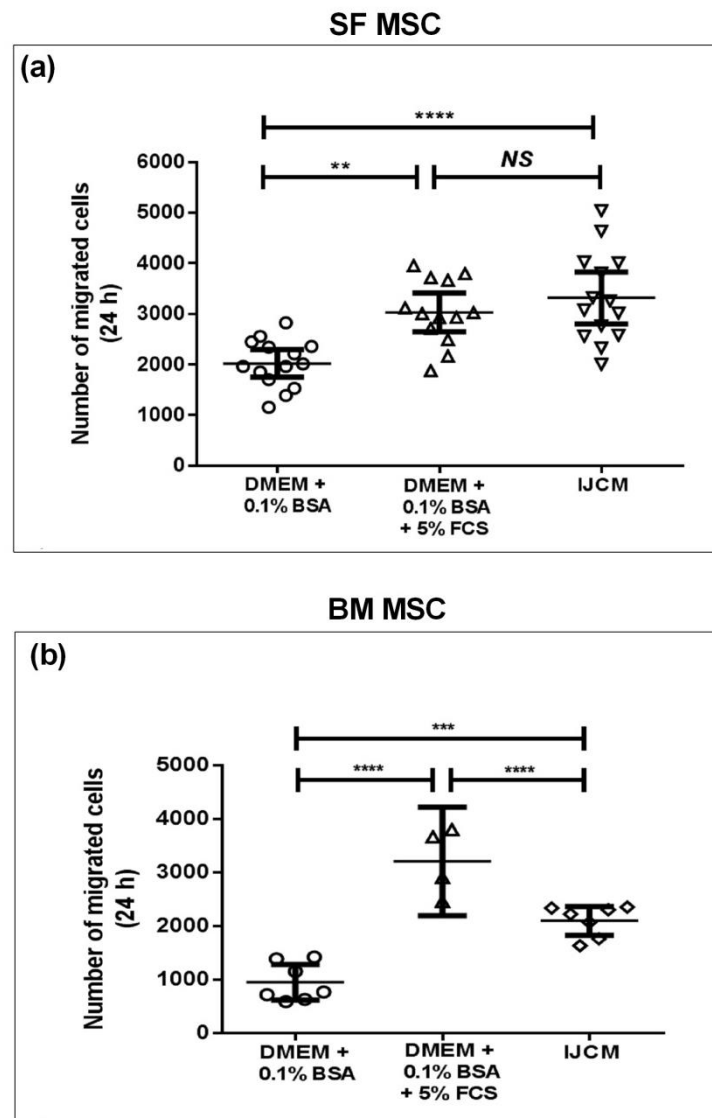 SF MSC
(a)
****
** NS
6000
5000
4000
3000
2000
1000
0
Number of migrated cells
(24 h)
DMEM +
0.1% BSA
DMEM +
0.1% BSA
+ 5% FCS
IJCM
BM MSC
(b)
***
**** ****
5000
4000
3000
2000
1000
0
Number of migrated cells
(24 h)
DMEM +
0.1% BSA
DMEM +
0.1% BSA
+ 5% FCS
IJCM